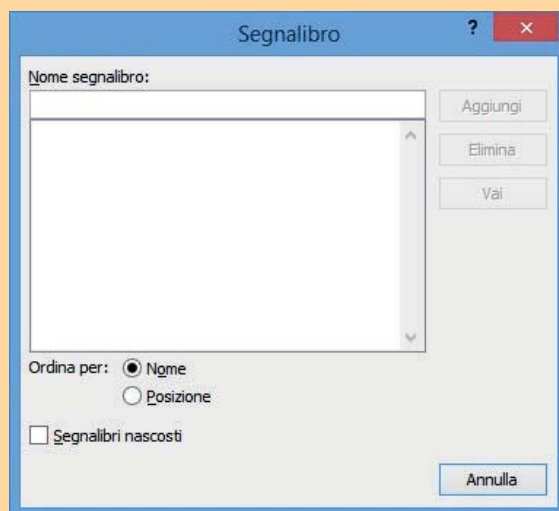 Segnalibro ?
Nome segnalibro:
Aggiungi
Elimina
Vai
Ordina per: Nome
Posizione
Segnalibri nascosti
Annulla